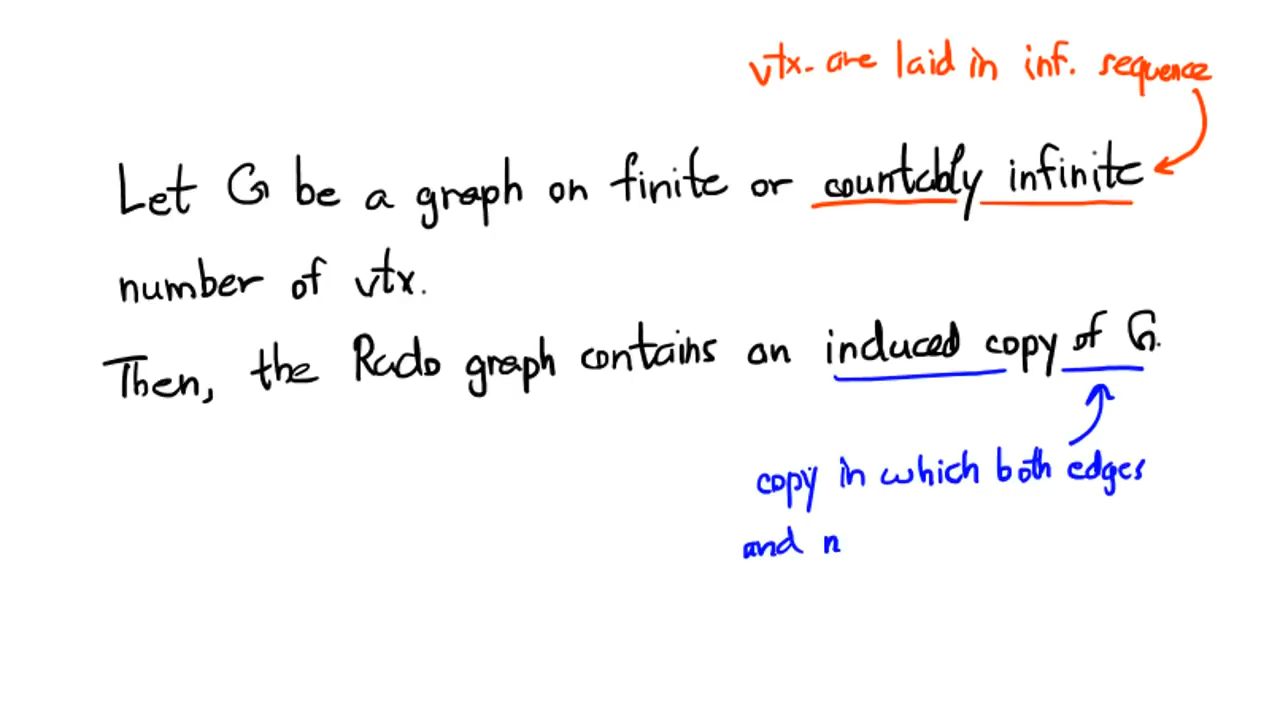 vtx. are laid in inf. sequence
Let G be a graph on finite or countably infinite
number of vtx.
Then, the Rado graph contains an induced copy of G.
copy in which both edges
and n